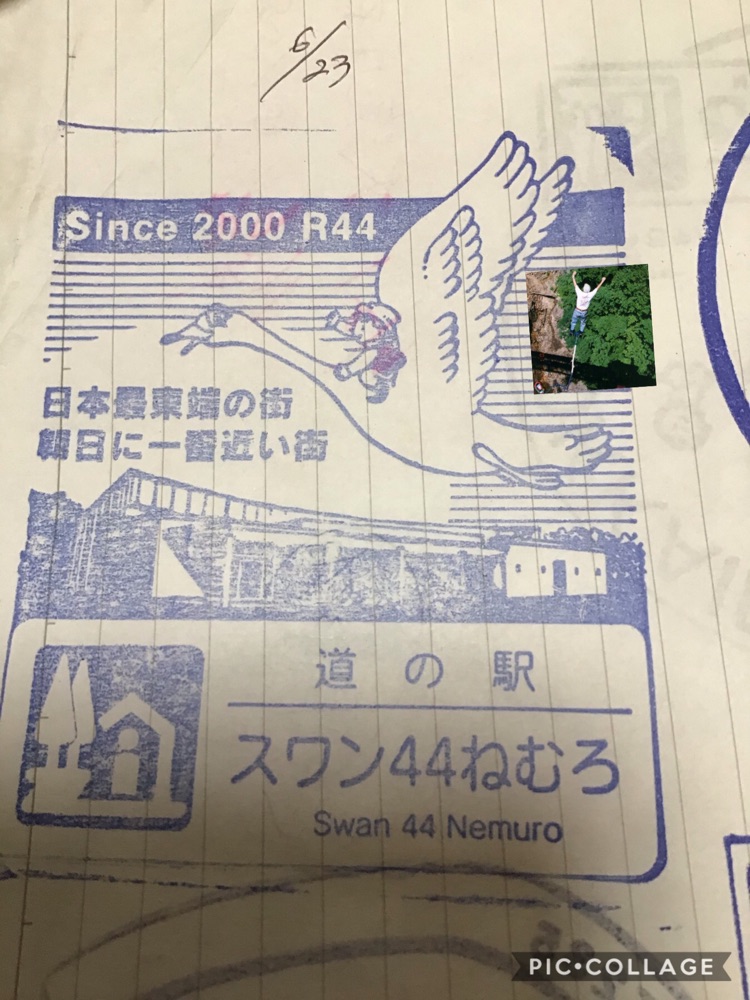 6/23
Since 2000 R44
日本最東端の街
朝日に一番近い街
道の駅
スワン44ねむろ
Swan 44 Nemuro
PIC•COLLAGE